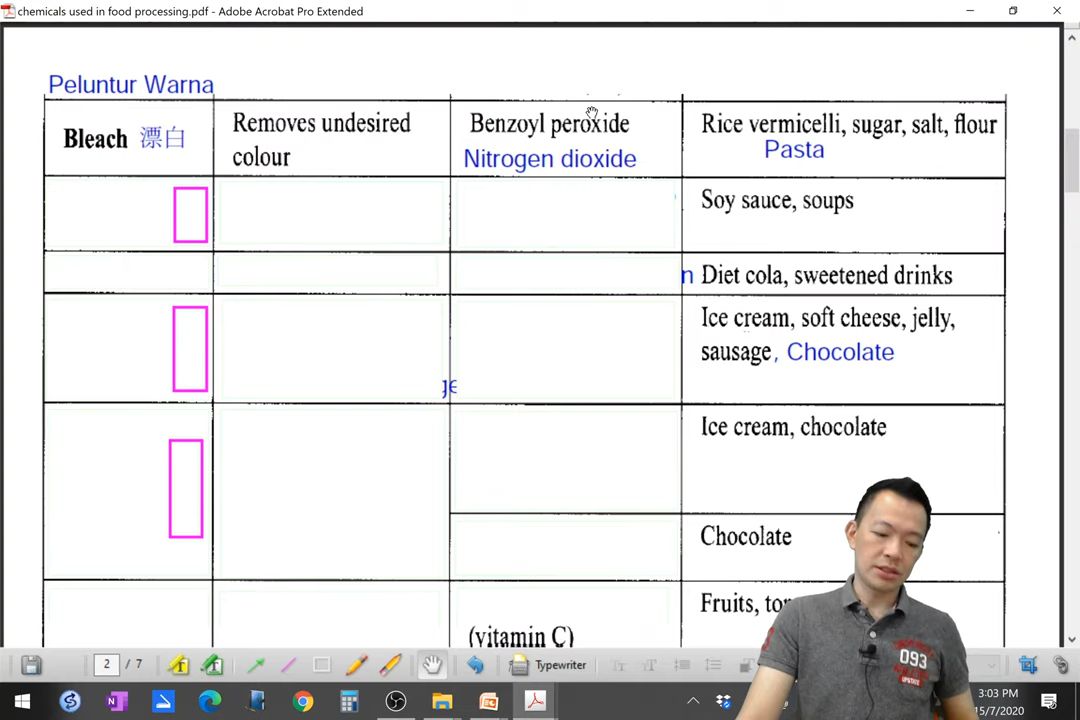 chemicals used in food processing.pdf - Adobe Acrobat Pro Extended
Peluntur Warna
Bleach 漂白
Removes undesired
colour
Benzoyl peroxide
Nitrogen dioxide
Rice vermicelli, sugar, salt, flour
Pasta
Soy sauce, soups
n Diet cola, sweetened drinks
Ice cream, soft cheese, jelly,
sausage, Chocolate
ge
Ice cream, chocolate
Chocolate
(vitamin C)
Fruits,
2 / 7
Typewriter
093
UPSTATE
3:03 PM
15/7/2020